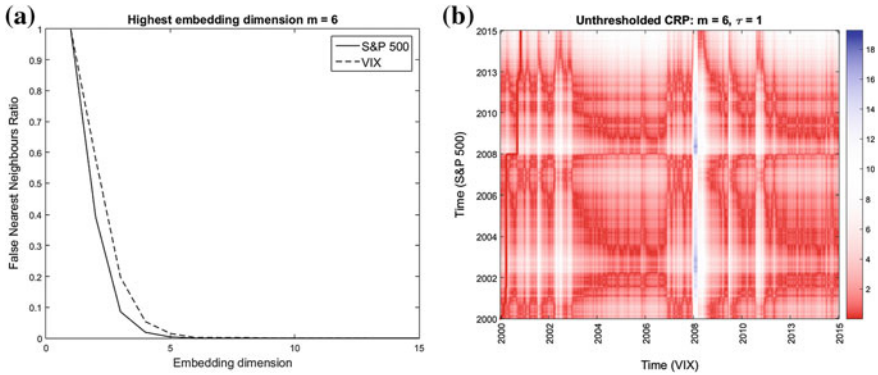 (a)
Highest embedding dimension m = 6
S&P 500
VIX
False Nearest Neighbours Ratio
1
0.9
0.8
0.7
0.6
0.5
0.4
0.3
0.2
0.1
0
0 5 10 15
Embedding dimension
(b)
Unthresholded CRP: m = 6, τ = 1
Time (S&P 500)
2015
2013
2010
2008
2006
2004
2002
2000
2000 2002 2004 2006 2008 2010 2013 2015
Time (VIX)
18
16
14
12
10
8
6
4
2